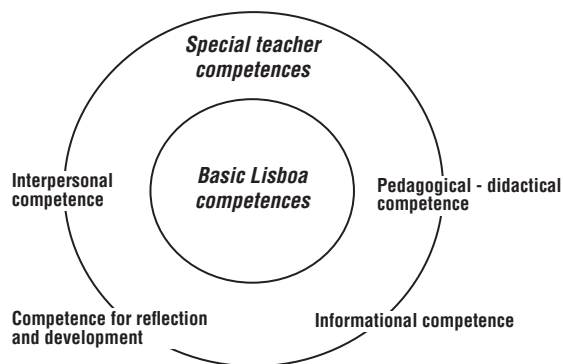 Special teacher
competences
Basic Lisboa
competences
Interpersonal
competence
Pedagogical - didactical
competence
Competence for reflection
and development
Informational competence